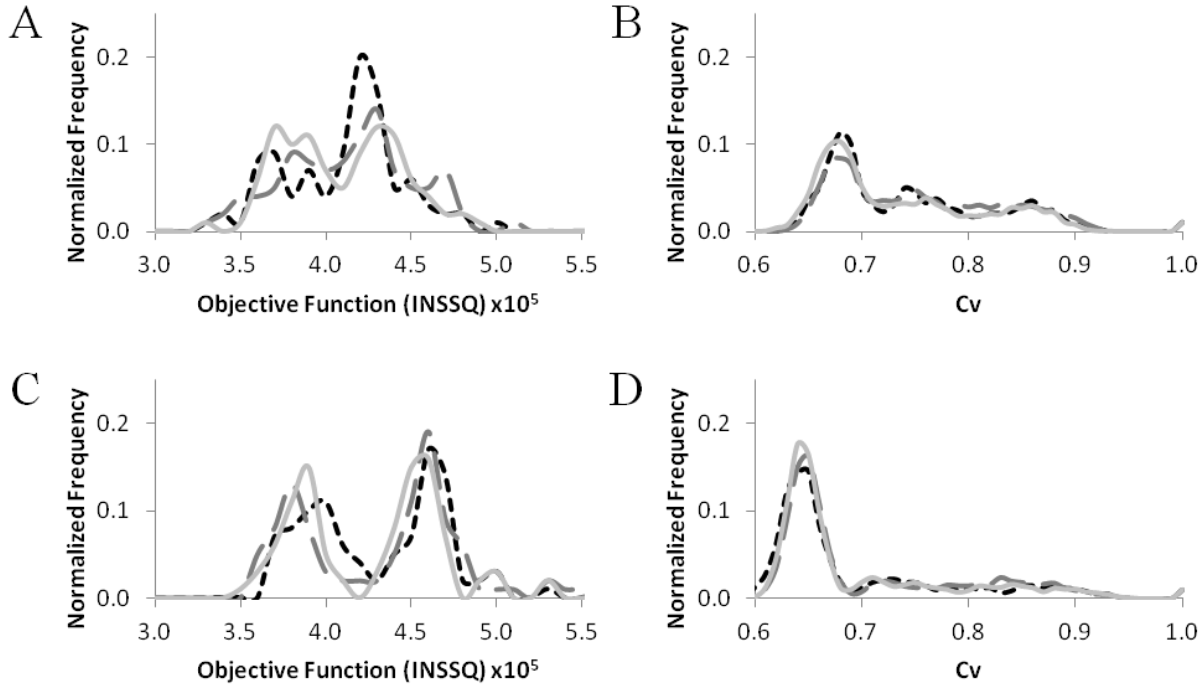 A
Normalized Frequency
0.2
0.1
0.0
3.0 3.5 4.0 4.5 5.0 5.5
Objective Function (INSSQ) x10⁵
B
Normalized Frequency
0.2
0.1
0.0
0.6 0.7 0.8 0.9 1.0
Cv
C
Normalized Frequency
0.2
0.1
0.0
3.0 3.5 4.0 4.5 5.0 5.5
Objective Function (INSSQ) x10⁵
D
Normalized Frequency
0.2
0.1
0.0
0.6 0.7 0.8 0.9 1.0
Cv